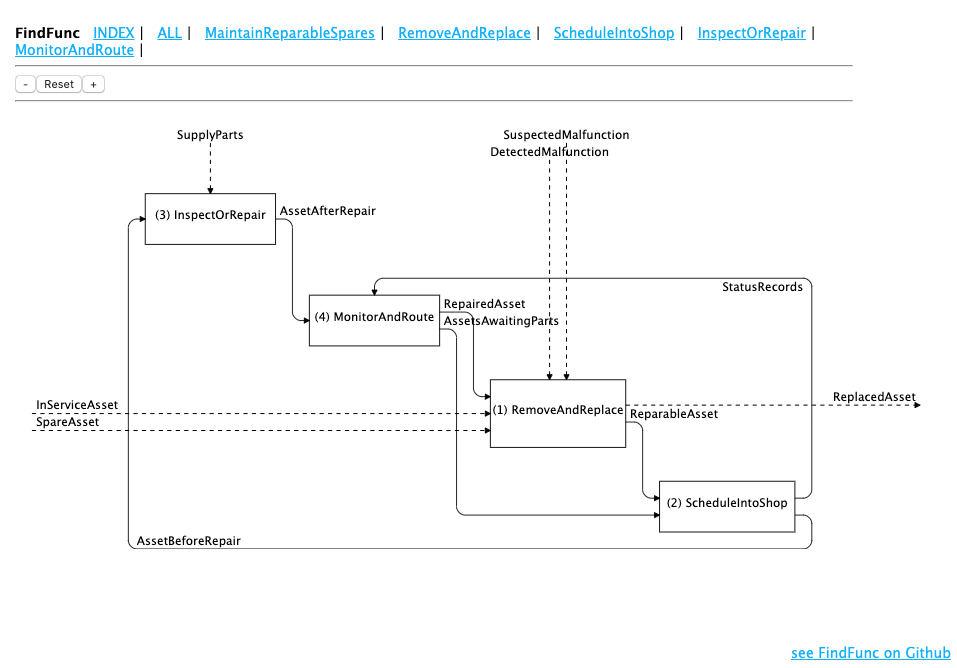 FindFunc INDEX | ALL | MaintainReparableSpares | RemoveAndReplace | ScheduleIntoShop | InspectOrRepair |
MonitorAndRoute |
- Reset +
SupplyParts
SuspectedMalfunction
DetectedMalfunction
(3) InspectOrRepair
AssetAfterRepair
StatusRecords
RepairedAsset
(4) MonitorAndRoute
AssetsAwaitingParts
ReplacedAsset
InServiceAsset
(1) RemoveAndReplace
ReparableAsset
SpareAsset
(2) ScheduleIntoShop
AssetBeforeRepair
see FindFunc on Github